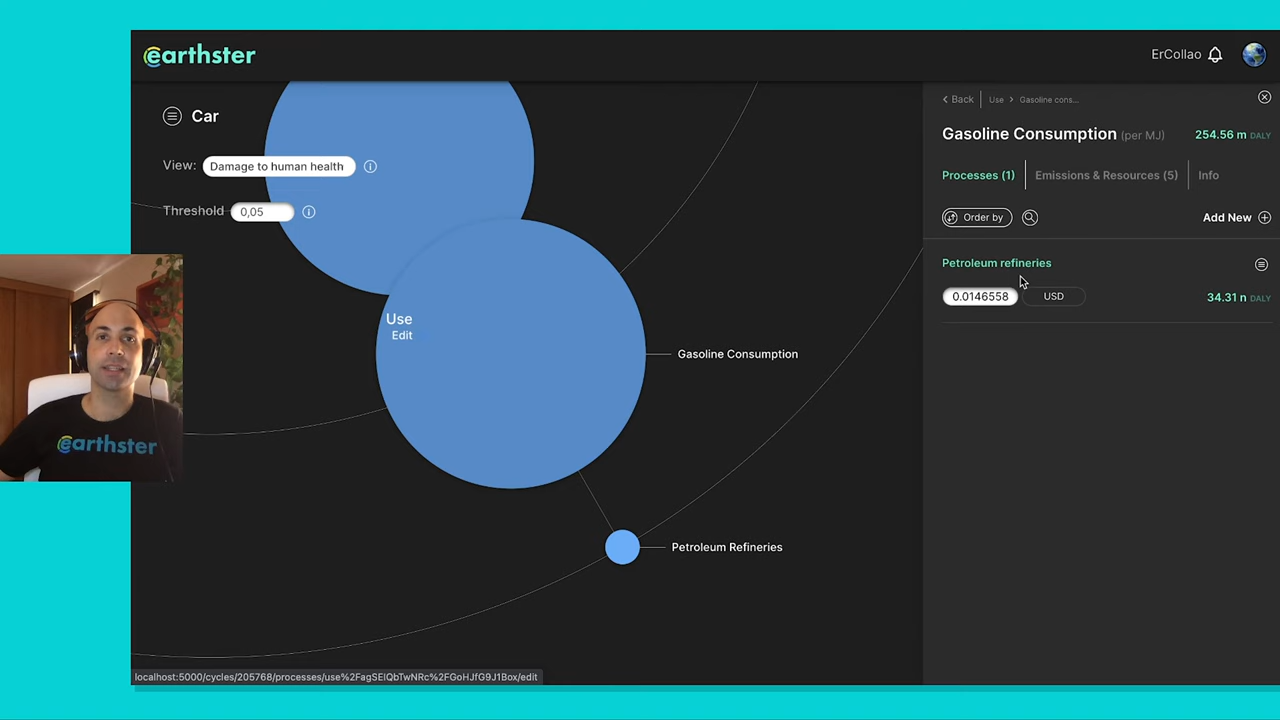 earthster
ErCollao
Car
View: Damage to human health
Threshold 0,05
Use
Edit
Gasoline Consumption
Petroleum Refineries
Back Use > Gasoline cons...
Gasoline Consumption (per MJ) 254.56 m DALY
Processes (1) Emissions & Resources (5) Info
Order by Add New
Petroleum refineries
0.0146558 USD 34.31 n DALY
earthster
localhost:5000/cycles/205768/processes/use%2FagSElQbTwNRc%2FGoHJfG9J1Box/edit